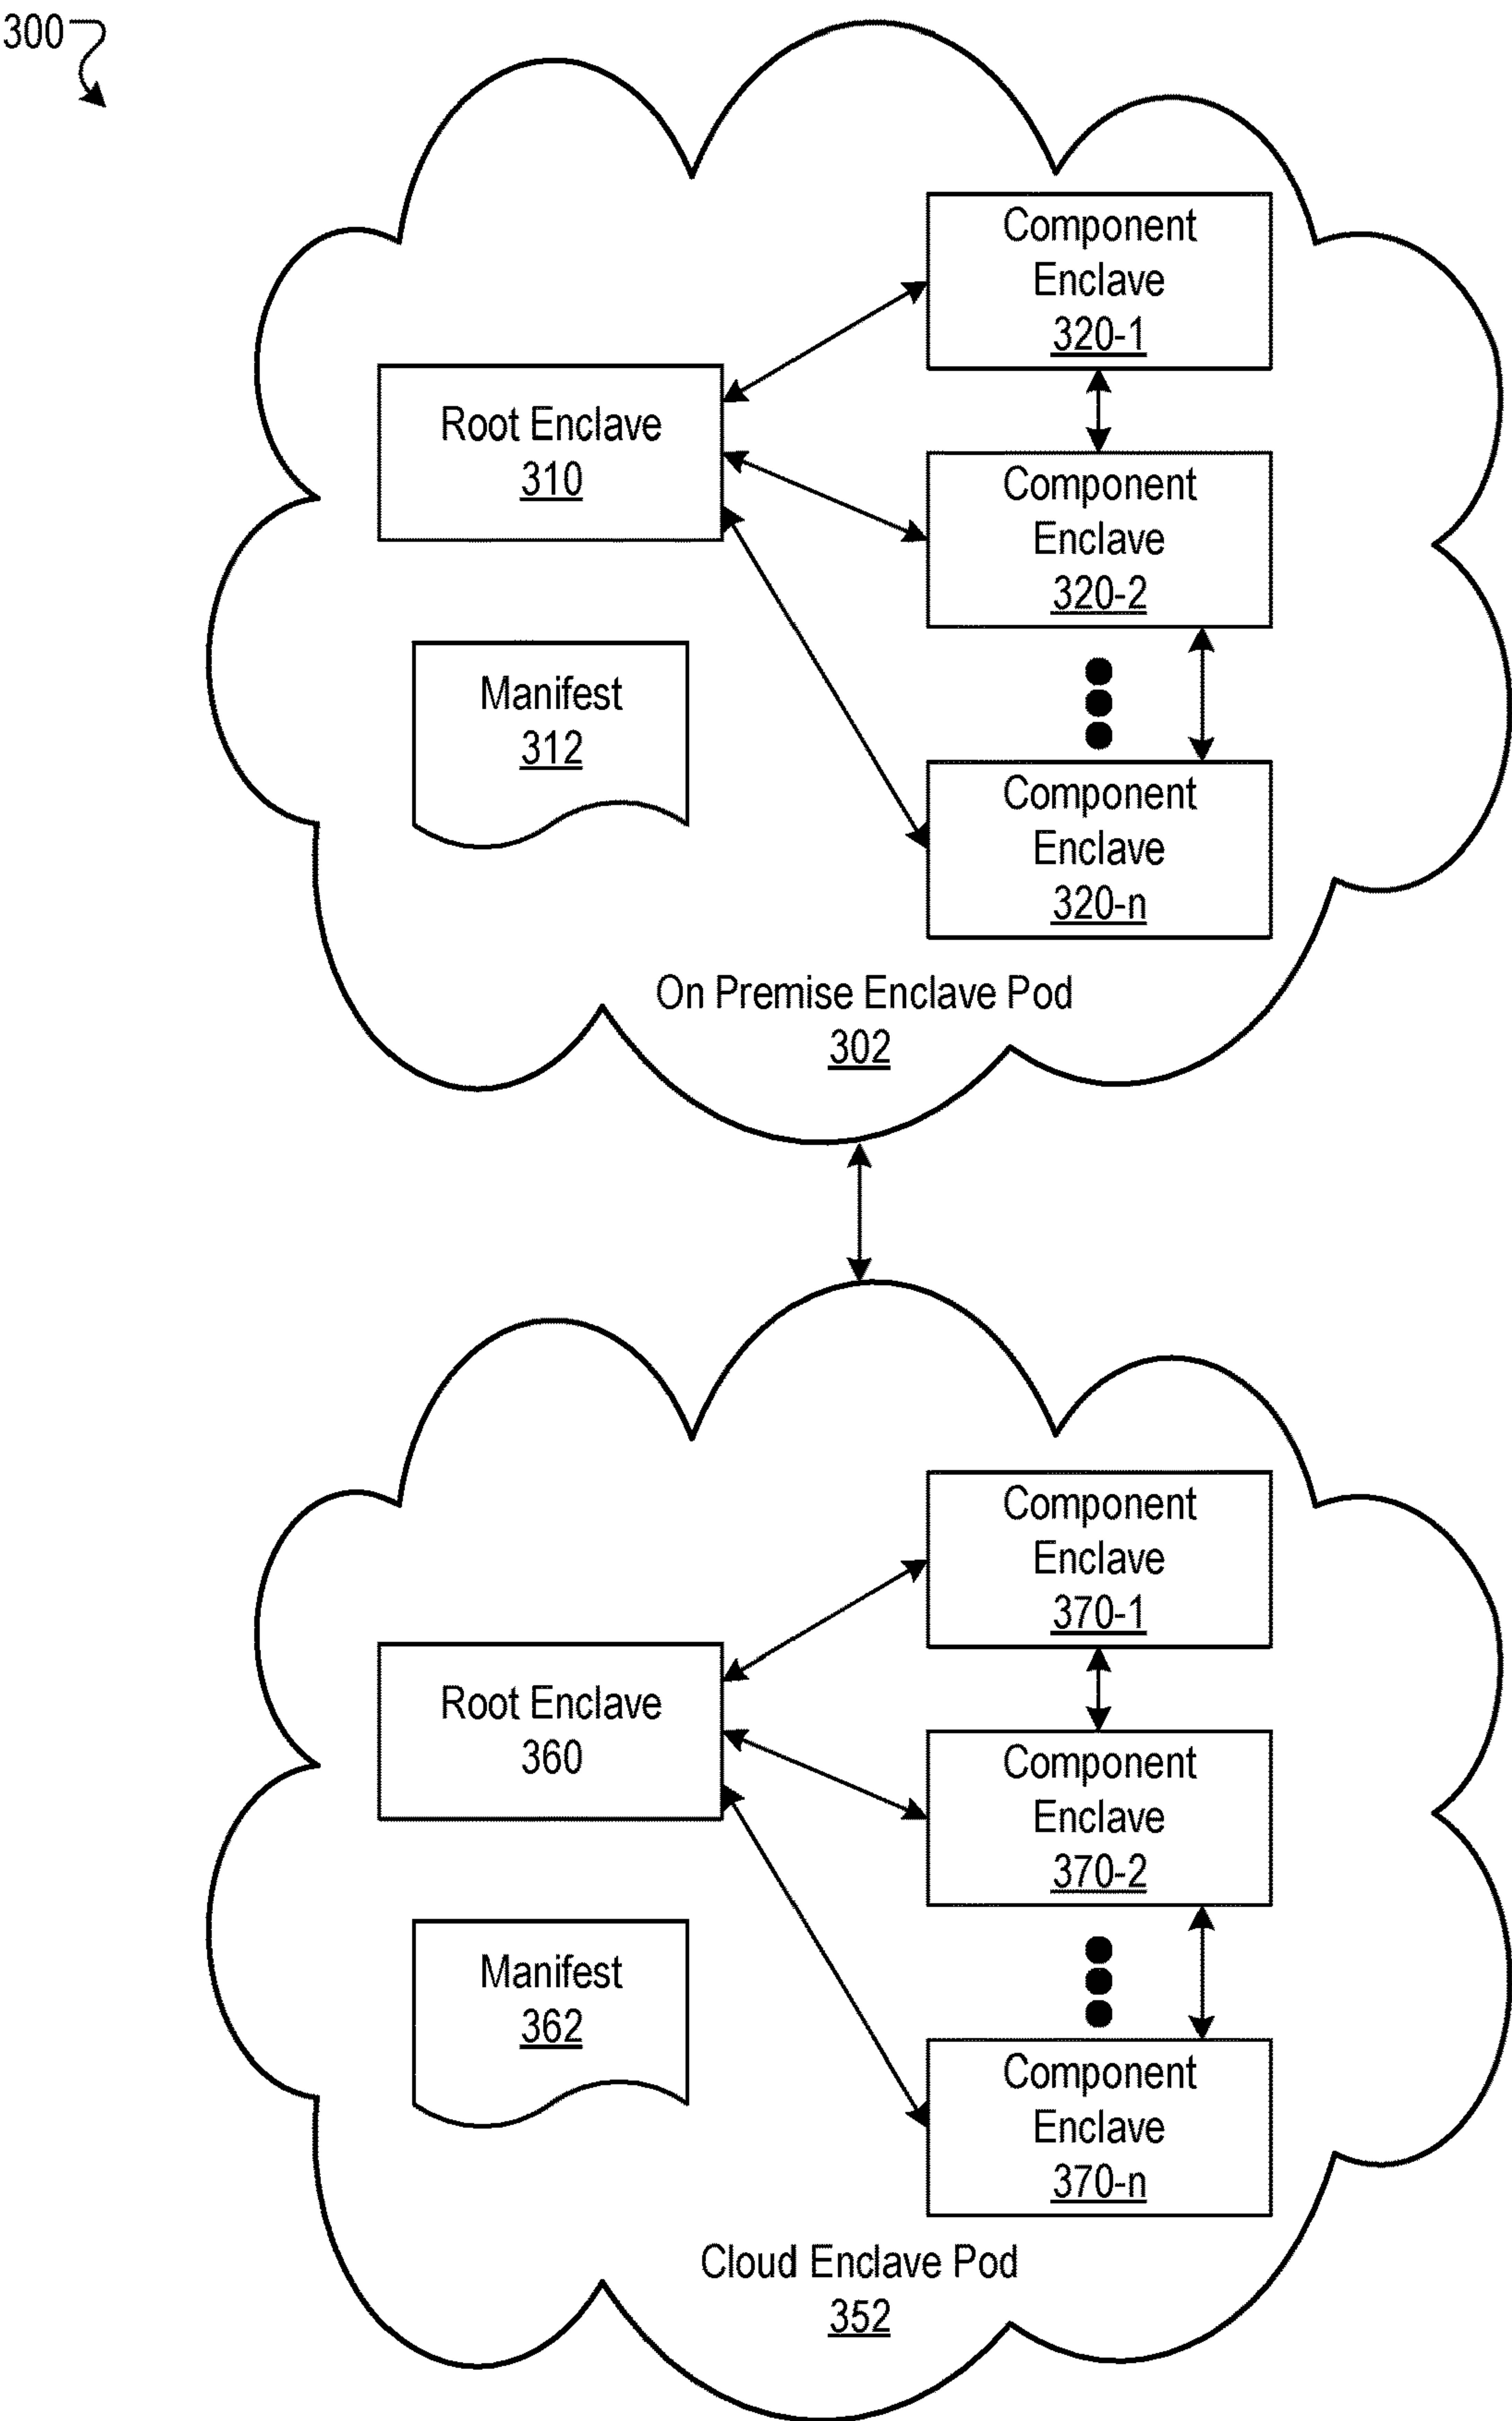 300
Component
Enclave
320-1
Root Enclave
310
Component
Enclave
320-2
Manifest
312
Component
Enclave
320-n
On Premise Enclave Pod
302
Component
Enclave
370-1
Root Enclave
360
Component
Enclave
370-2
Manifest
362
Component
Enclave
370-n
Cloud Enclave Pod
352